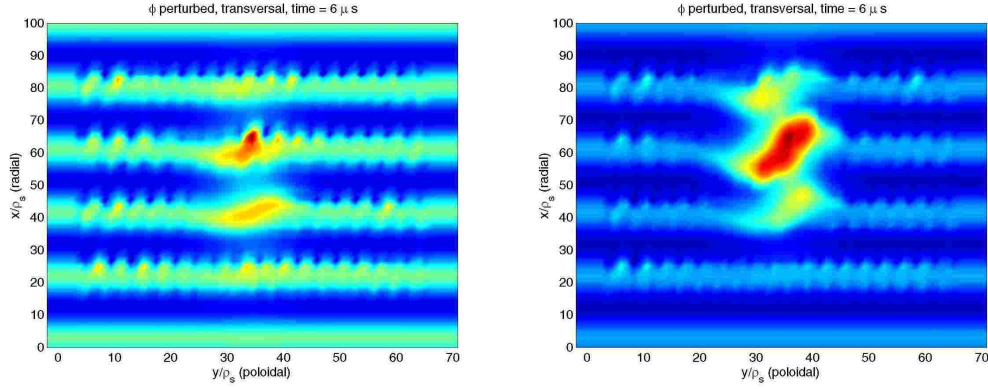 φ perturbed, transversal, time = 6 μ s
100
90
80
70
60
50
40
30
20
10
0
x/ρs (radial)
0 10 20 30 40 50 60 70
y/ρs (poloidal)
φ perturbed, transversal, time = 6 μ s
100
90
80
70
60
50
40
30
20
10
0
x/ρs (radial)
0 10 20 30 40 50 60 70
y/ρs (poloidal)